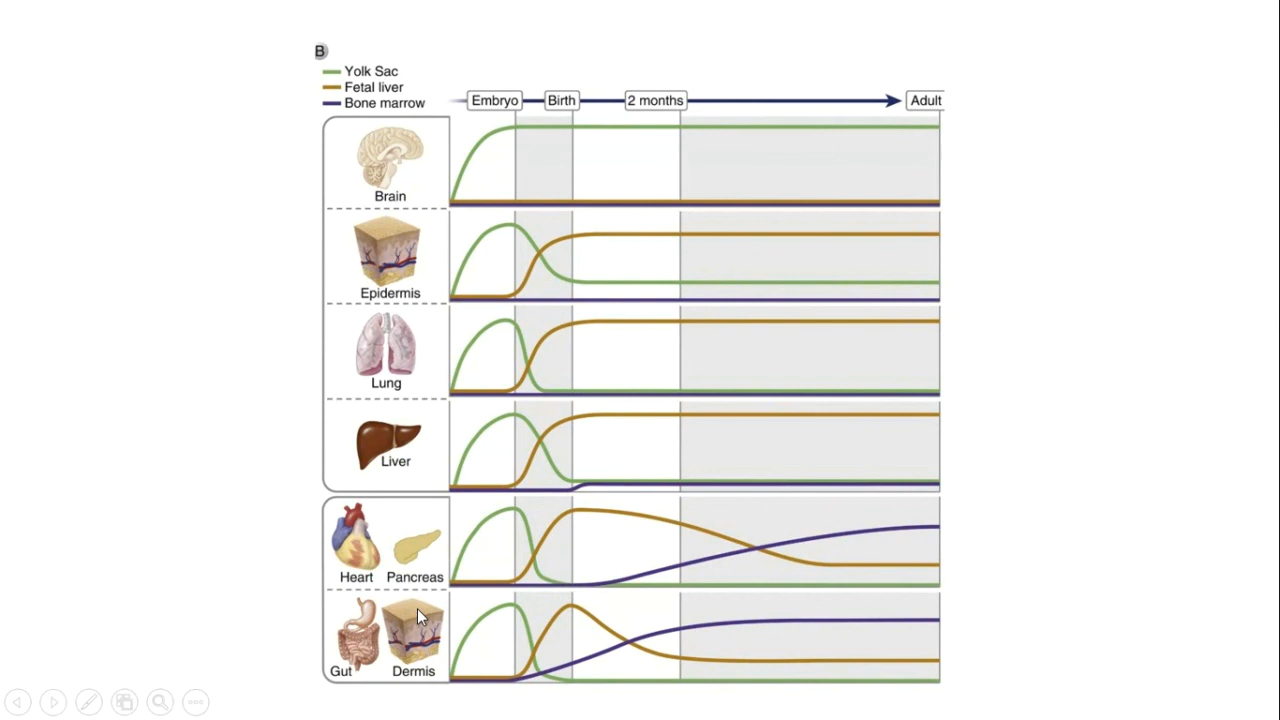 B
Yolk Sac
Fetal liver
Bone marrow
Embryo Birth 2 months Adult
Brain
Epidermis
Lung
Liver
Heart Pancreas
Gut Dermis